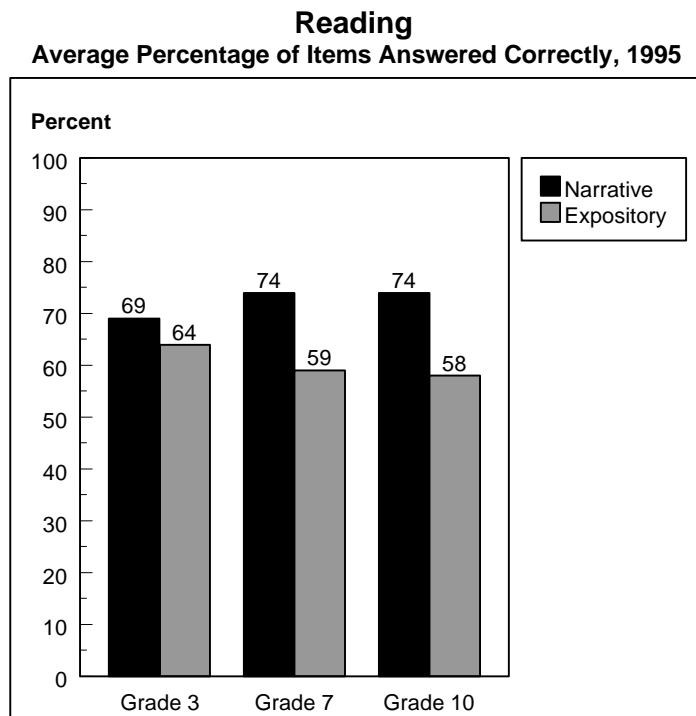 Reading
Average Percentage of Items Answered Correctly, 1995
Percent
100
90
80
70
60
50
40
30
20
10
0
69
64
74
59
74
58
Grade 3
Grade 7
Grade 10
Narrative
Expository